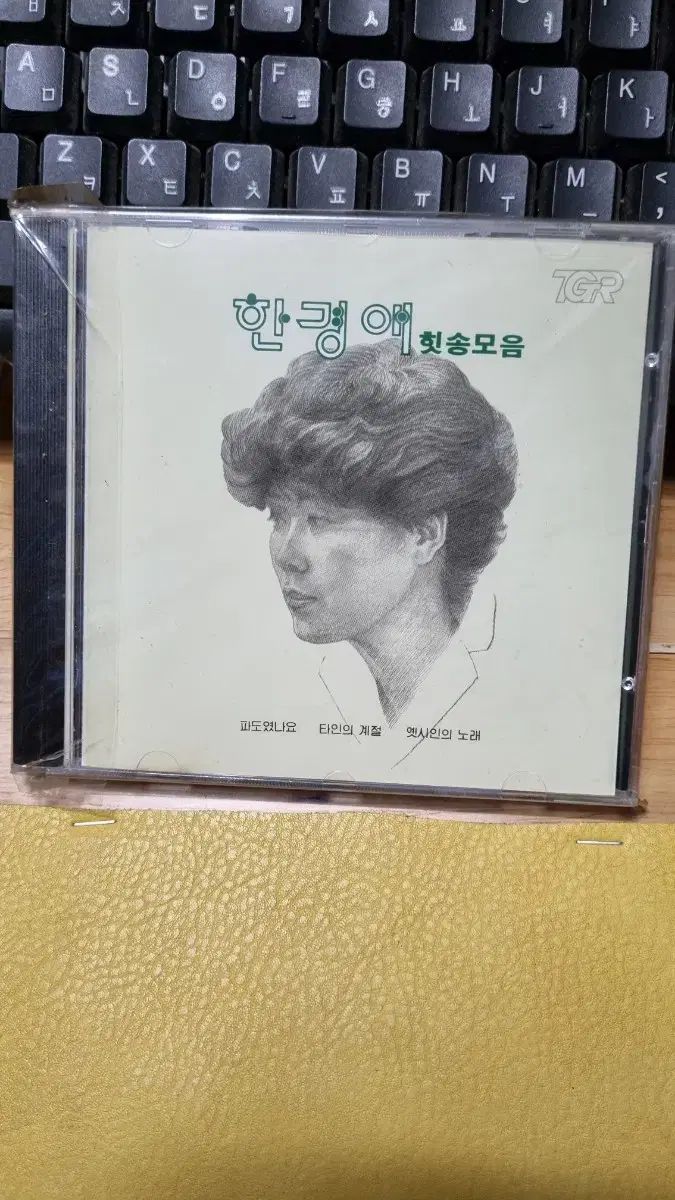 A ㅁ S ㄴ D ㅇ F ㄹ G ㅎ H ㅗ J ㅓ K ㅏ
Z ㅋ X ㅌ C ㅊ V ㅍ B ㅠ N ㅜ M ㅡ < ,
TGR
한경애 힛송모음
파도였나요 타인의 계절 옛시인의 노래